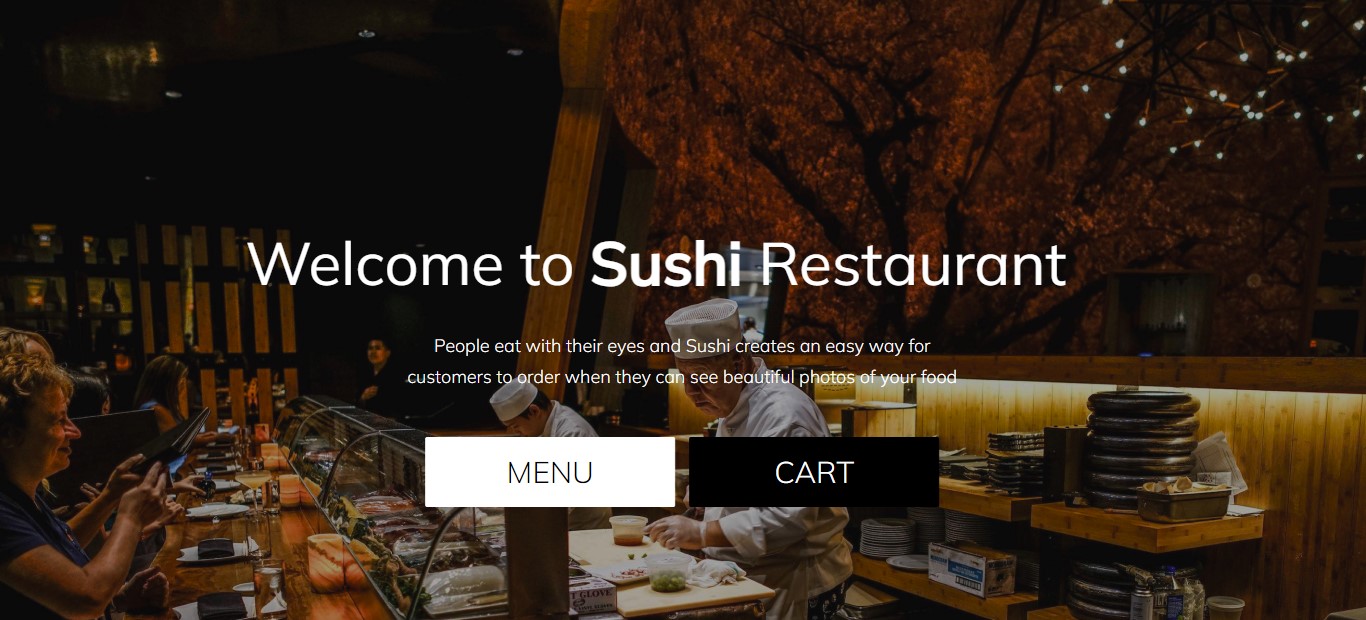 Welcome to Sushi Restaurant
People eat with their eyes and Sushi creates an easy way for
customers to order when they can see beautiful photos of your food
MENU
CART
GLOVE